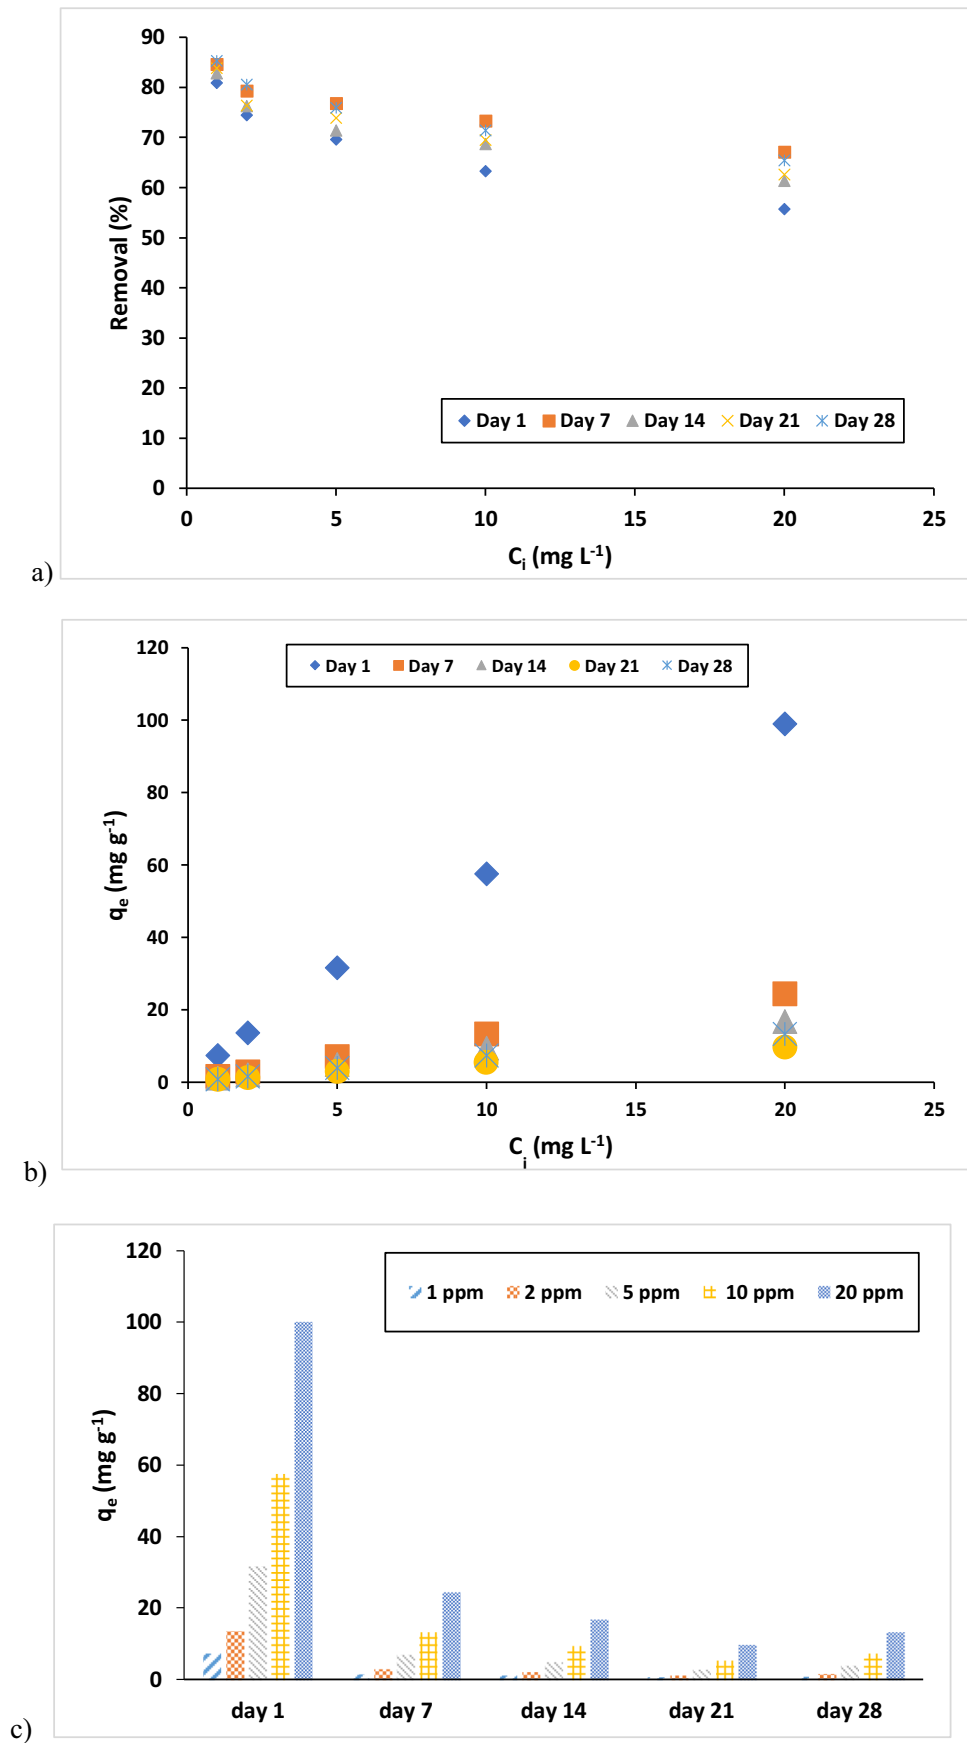 90
80
70
60
50
40
30
20
10
0
Removal (%)
Day 1 Day 7 Day 14 Day 21 Day 28
0 5 10 15 20 25
Cᵢ (mg L⁻¹)
a)
120
100
80
60
40
20
0
qₑ (mg g⁻¹)
Day 1 Day 7 Day 14 Day 21 Day 28
0 5 10 15 20 25
Cᵢ (mg L⁻¹)
b)
120
100
80
60
40
20
0
qₑ (mg g⁻¹)
1 ppm 2 ppm 5 ppm 10 ppm 20 ppm
day 1 day 7 day 14 day 21 day 28
c)